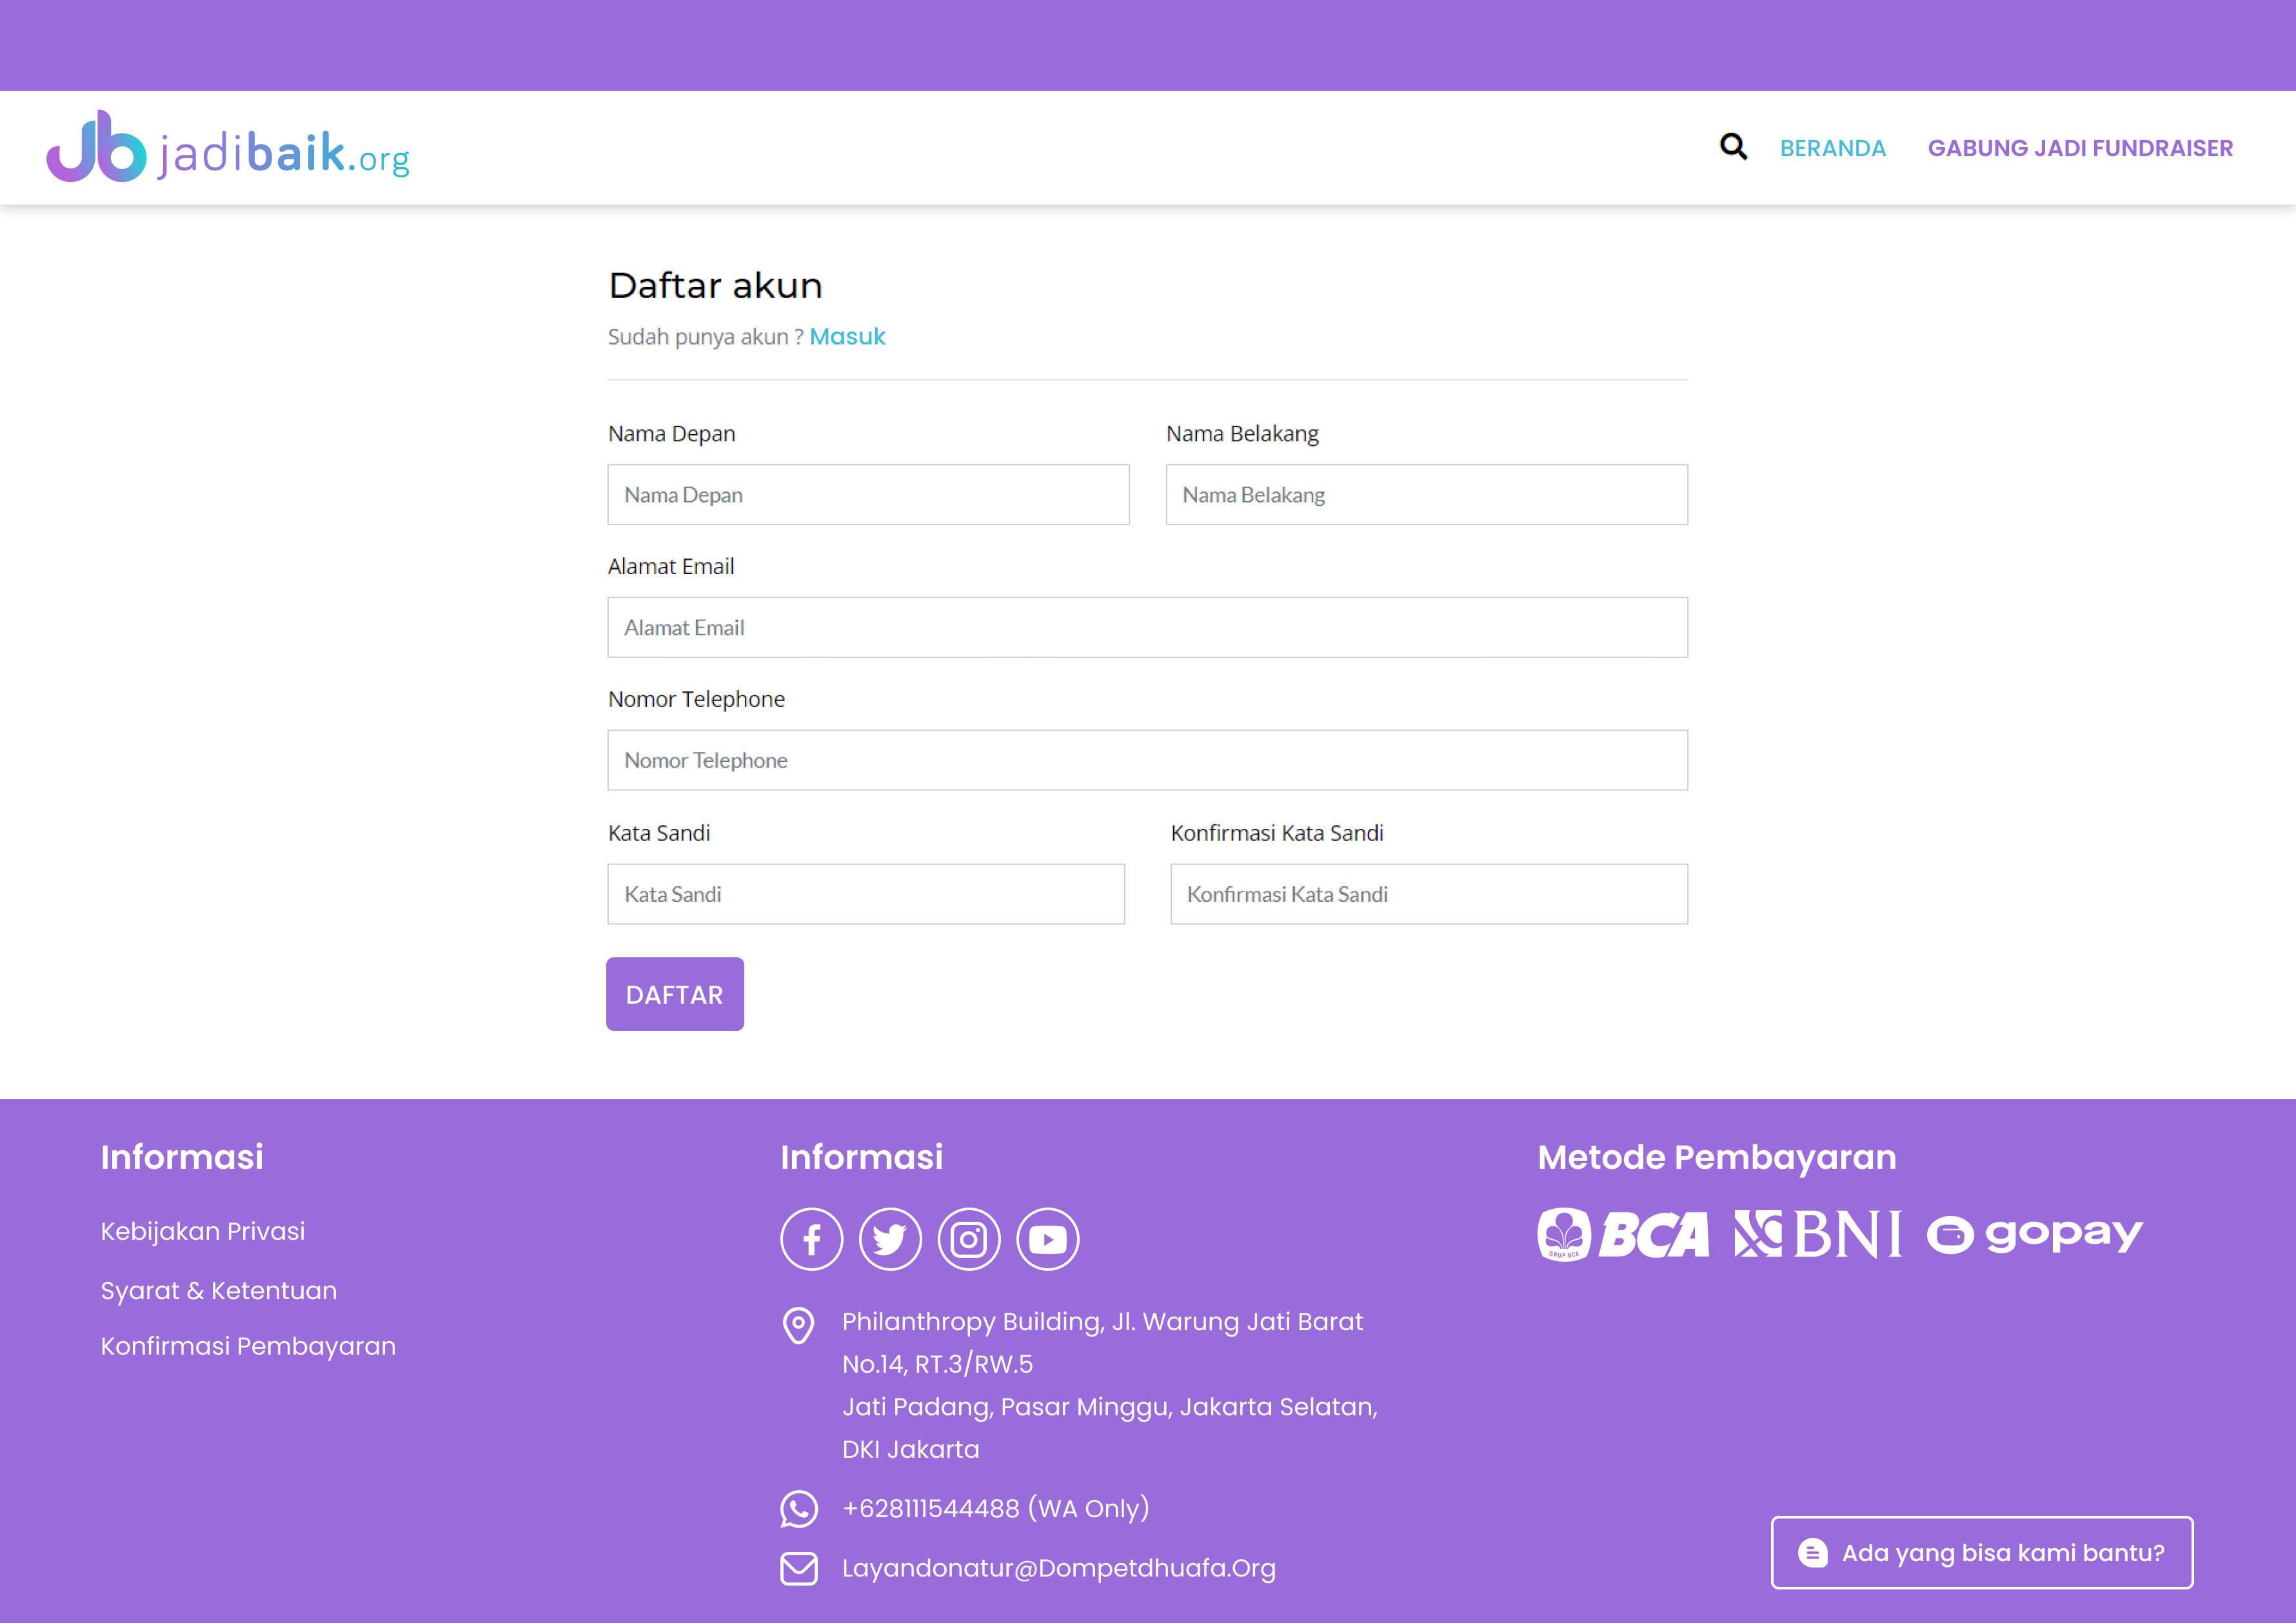 jadibaik.org
BERANDA
GABUNG JADI FUNDRAISER
Daftar akun
Sudah punya akun ? Masuk
Nama Depan
Nama Belakang
Nama Depan
Nama Belakang
Alamat Email
Alamat Email
Nomor Telephone
Nomor Telephone
Kata Sandi
Konfirmasi Kata Sandi
Kata Sandi
Konfirmasi Kata Sandi
DAFTAR
Informasi
Kebijakan Privasi
Syarat & Ketentuan
Konfirmasi Pembayaran
Informasi
Philanthropy Building, Jl. Warung Jati Barat
No.14, RT.3/RW.5
Jati Padang, Pasar Minggu, Jakarta Selatan,
DKI Jakarta
+628111544488 (WA Only)
Layandonatur@Dompetdhuafa.Org
Metode Pembayaran
GRUP BCA
BCA
BNI
gopay
Ada yang bisa kami bantu?